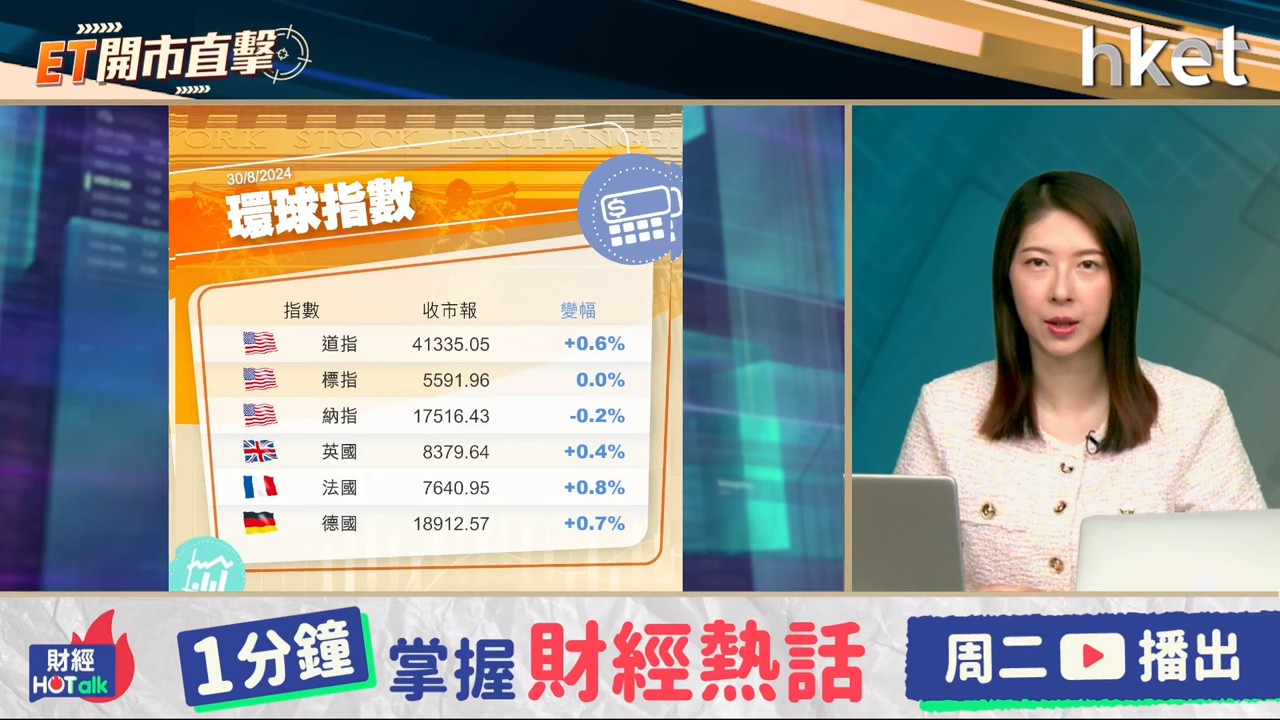 ET開市直擊
hket
YORK STOCK EXCHANGE
30/8/2024
環球指數
$
指數 收市報 變幅
道指 41335.05 +0.6%
標指 5591.96 0.0%
納指 17516.43 -0.2%
英國 8379.64 +0.4%
法國 7640.95 +0.8%
德國 18912.57 +0.7%
財經
HOTalk
1分鐘 掌握財經熱話 周二 播出